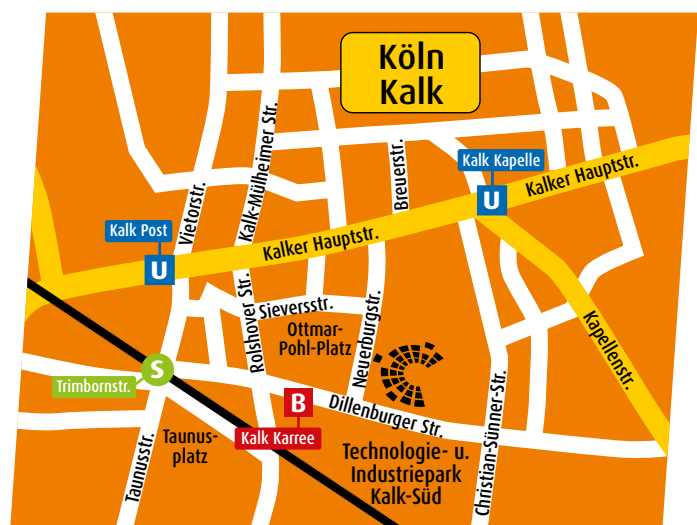 Köln
Kalk
Kalk Kapelle
U
Kalker Hauptstr.
Breuerstr.
Kalk-Mülheimer Str.
Vietorstr.
Kalk Post
U
Kalker Hauptstr.
Rolshover Str.
Sieversstr.
Ottmar-
Pohl-Platz
Neuerburgstr.
Kapellenstr.
S
Trimbornstr.
B
Kalk Karree
Dillenburger Str.
Christian-Sünner-Str.
Taunusstr.
Taunus-
platz
Technologie- u.
Industriepark
Kalk-Süd